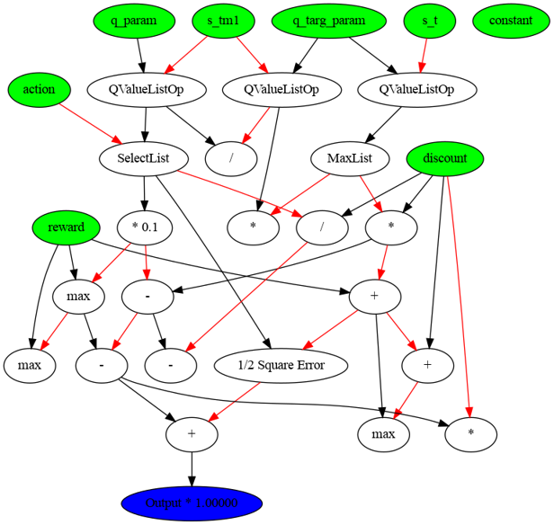 q_param
s_tm1
q_targ_param
s_t
constant
action
QValueListOp
QValueListOp
QValueListOp
SelectList
/
MaxList
discount
reward
* 0.1
*
/
*
max
-
+
max
-
-
1/2 Square Error
+
+
max
*
Output * 1.00000